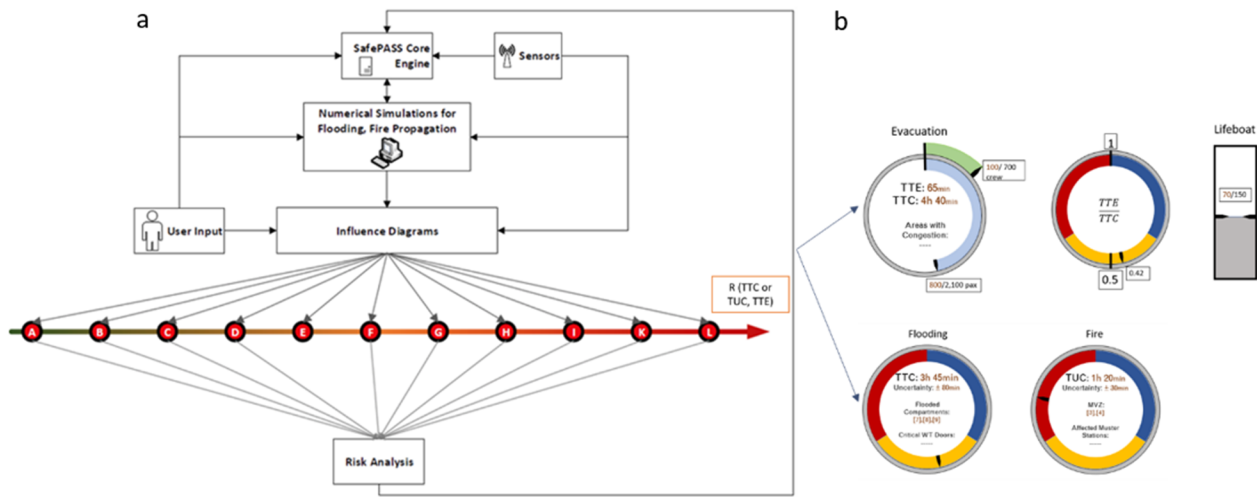 a
SafePASS Core
Engine
Sensors
Numerical Simulations for
Flooding, Fire Propagation
User Input
Influence Diagrams
R (TTC or
TUC, TTE)
A
B
C
D
E
F
G
H
I
K
L
Risk Analysis
b
Evacuation
100/ 700
crew
TTE: 65min
TTC: 4h 40min
Areas with
Congestion:
-----
800/2,100 pax
1
TTE
TTC
0.5
0.42
Lifeboat
70/150
Flooding
TTC: 3h 45min
Uncertainty: ± 80min
Flooded
Compartments:
Critical WT Doors:
-----
Fire
TUC: 1h 20min
Uncertainty: ± 30min
MVZ:
[3],[4]
Affected Muster
Stations:
-----